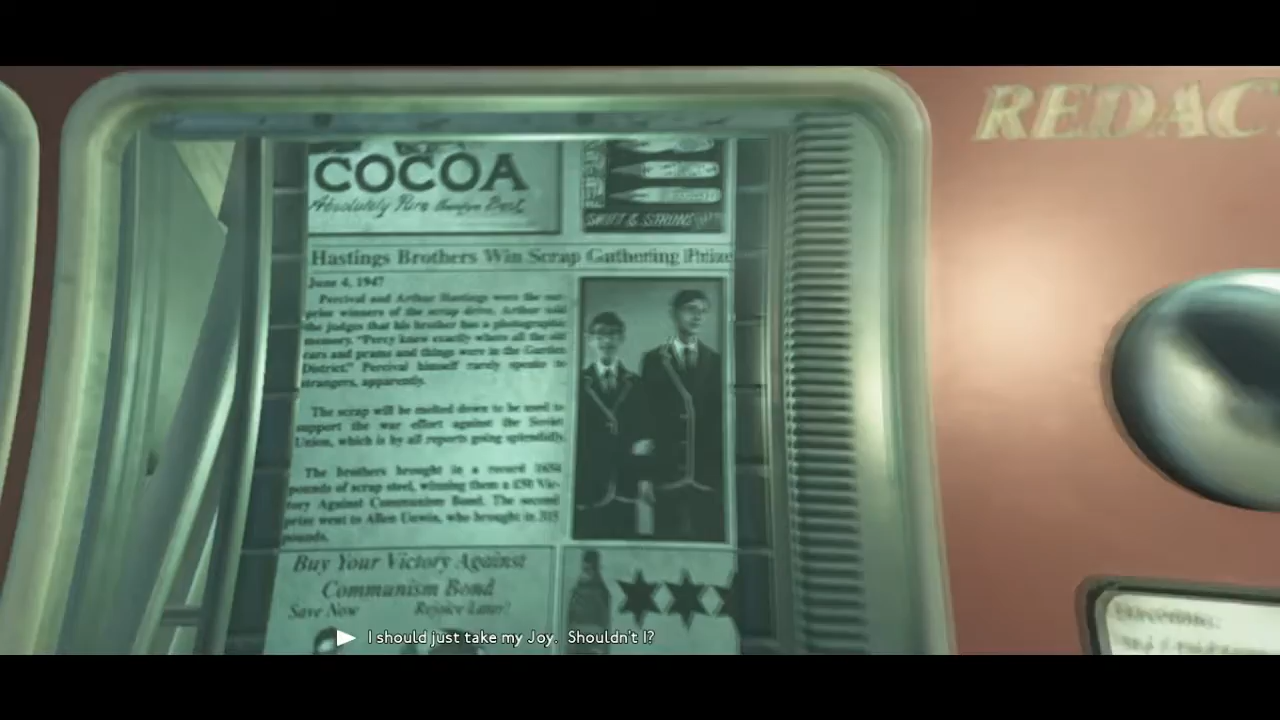 COCOA
Absolutely Pure Best
SWIFT & STRONG
REDAC
Hastings Brothers Win Scrap Gathering Prize
June 4, 1947
Percival and Arthur Hastings were the sur-
prise winners of the scrap drive. Arthur told
the judges that his brother has a photographic
memory. "Percy knew exactly where all the old
cars and prams and things were in the Garden
District." Percival himself rarely speaks to
strangers, apparently.
The scrap will be melted down to be used to
support the war effort against the Soviet
Union, which is by all reports going splendidly.
The brothers brought in a record
pounds of scrap steel, winning them a £50 Vic-
tory Against Communism Bond. The second
prize went to Allen Unwin, who brought in 315
pounds.
Buy Your Victory Against
Communism Bond
Save Now Rejoice Later!
I should just take my Joy. Shouldn't I?